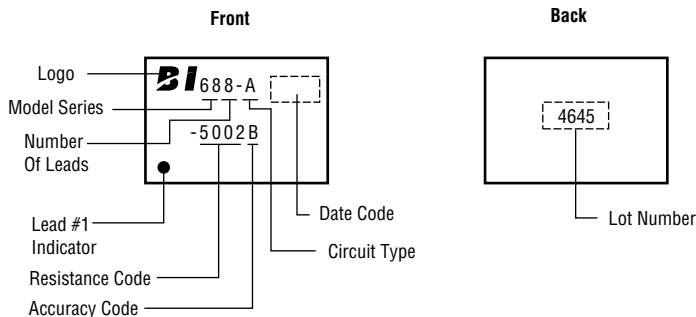 Front
Back
Logo
Model Series
Number
Of Leads
Lead #1
Indicator
Resistance Code
Accuracy Code
BI
688-A
-5002B
Date Code
Circuit Type
4645
Lot Number